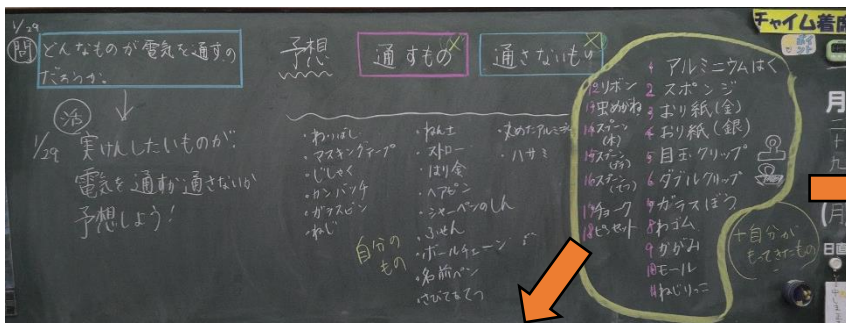 1/29
問 どんなものが電気を通すの
だろうか。
活
1/29 実けんしたいものが、
電気を通すか通さないか
予想しよう！
予想
通すもの
通さないもの
・わりばし
・マスキングテープ
・じしゃく
・カンバッチ
・ガラスビン
・ねじ
自分の
もの
・ねん土
・ストロー
・はり金
・ヘアピン
・シャーペンのしん
・ふせん
・ボールチェーン
・名前ペン
・さびてるてつ
・丸めたアルミ
・ハサミ
1 アルミニウムはく
2 スポンジ
3 おり紙(金)
4 おり紙(銀)
5 目玉クリップ
6 ダブルクリップ
7 ガラスぼう
8 わゴム
9 かがみ
10 モール
11 ねじりっこ
12 リボン
13 虫めがね
14 スプーン
(木)
15 スプーン
(プラ)
16 スプーン
(てつ)
17 チョーク
18 ピンセット
+自分が
もってきたもの
チャイム着席
月
二
十
九
(月
日直